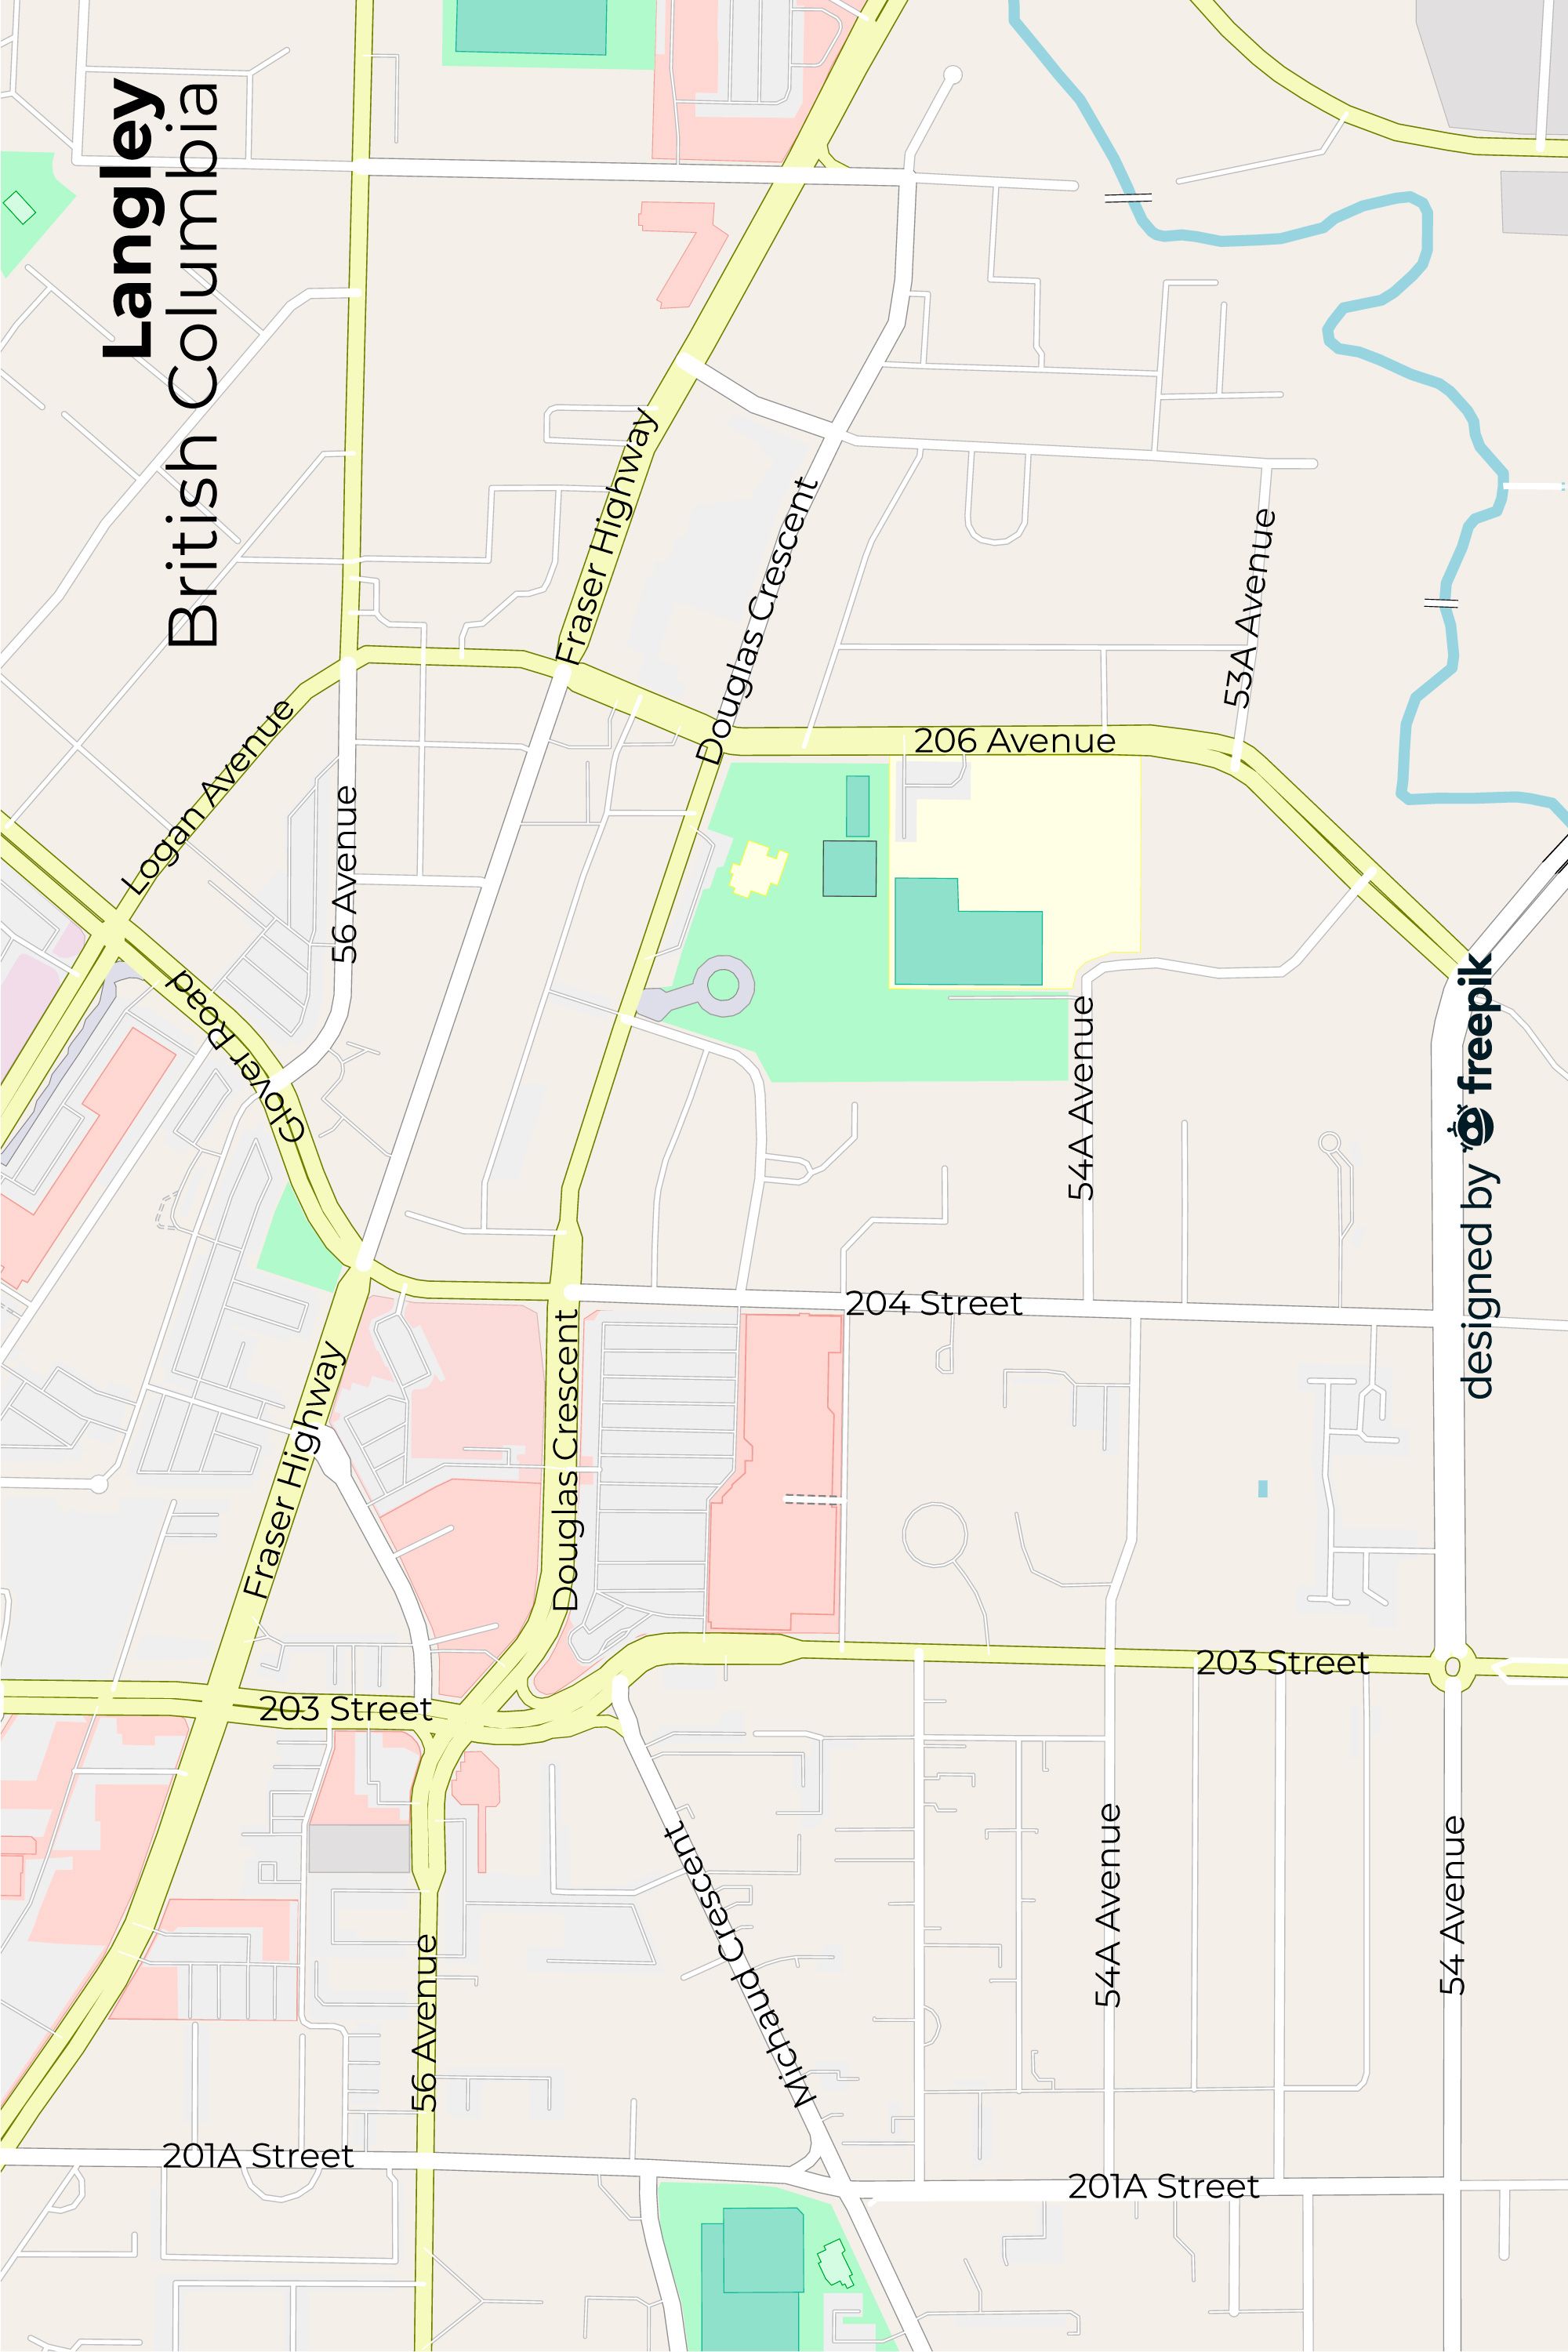 Langley
British Columbia
Fraser Highway
Douglas Crescent
53A Avenue
206 Avenue
Logan Avenue
56 Avenue
Glover Road
54A Avenue
204 Street
Fraser Highway
Douglas Crescent
203 Street
203 Street
Michaud Crescent
54A Avenue
54 Avenue
56 Avenue
201A Street
201A Street
designed by freepik